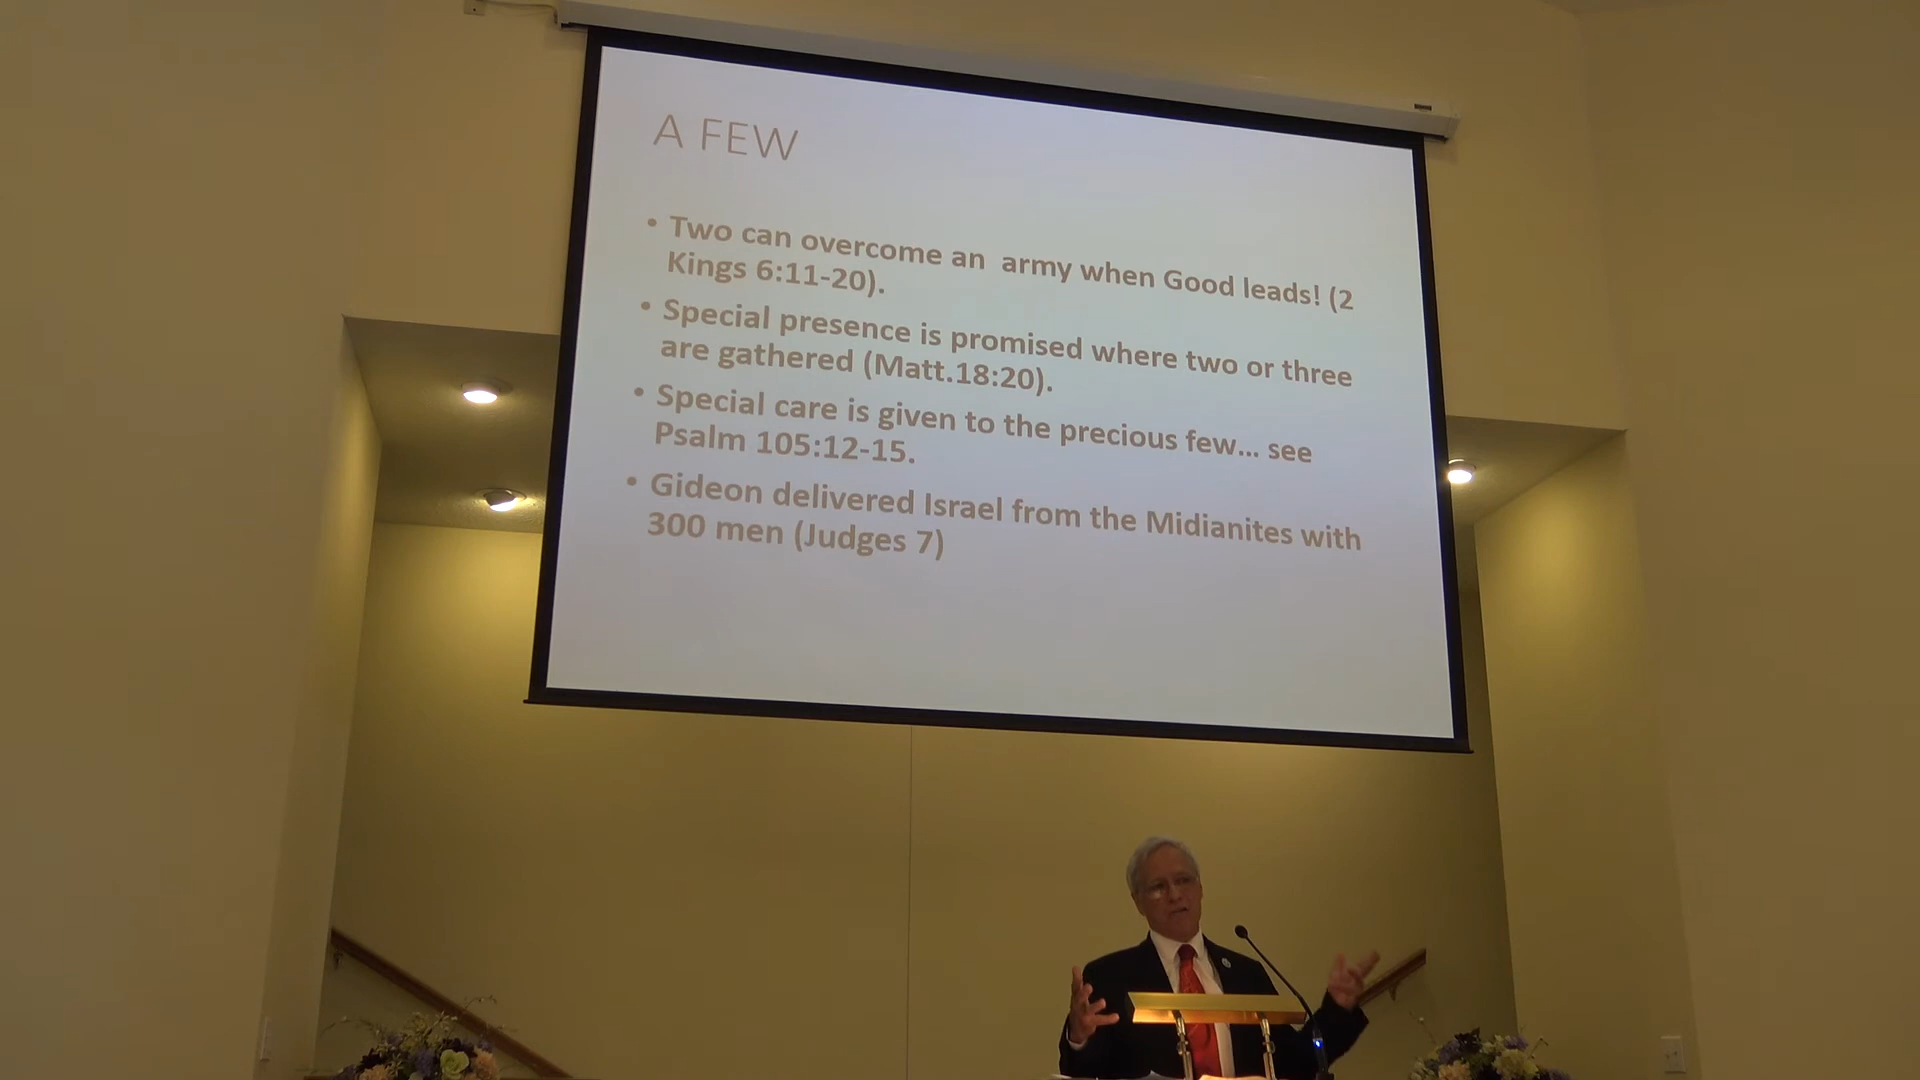 A FEW
• Two can overcome an army when Good leads! (2
Kings 6:11-20).
• Special presence is promised where two or three
are gathered (Matt.18:20).
• Special care is given to the precious few... see
Psalm 105:12-15.
• Gideon delivered Israel from the Midianites with
300 men (Judges 7)